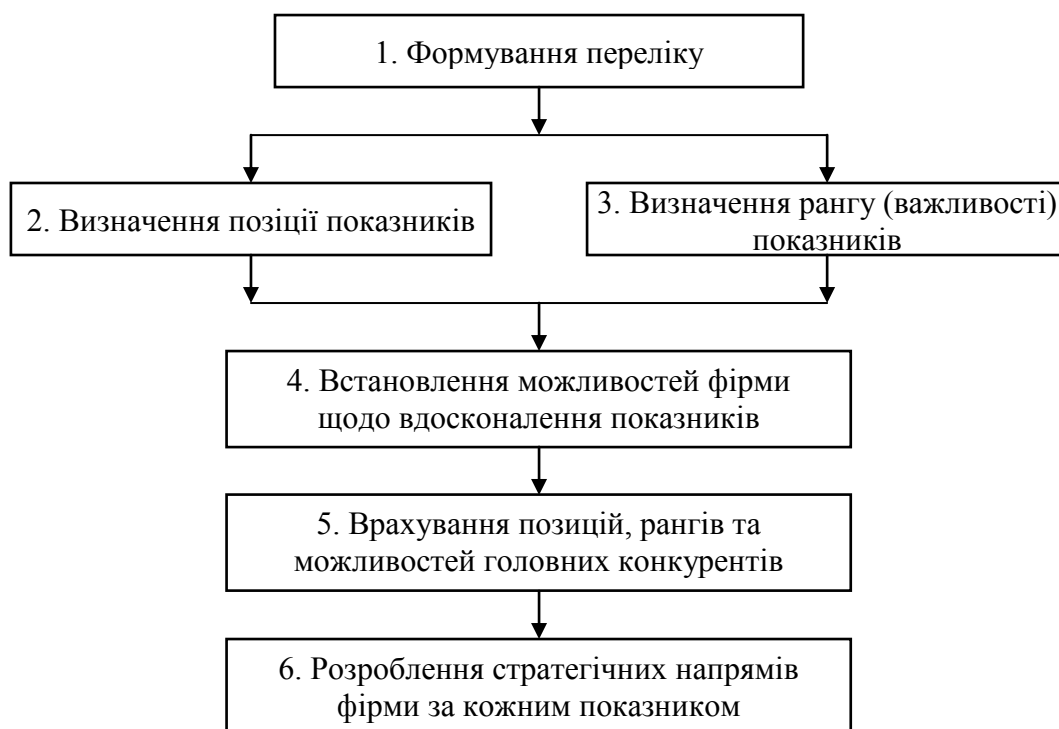 1. Формування переліку
2. Визначення позіції показників
3. Визначення рангу (важливості)
показників
4. Встановлення можливостей фірми
щодо вдосконалення показників
5. Врахування позицій, рангів та
можливостей головних конкурентів
6. Розроблення стратегічних напрямів
фірми за кожним показником